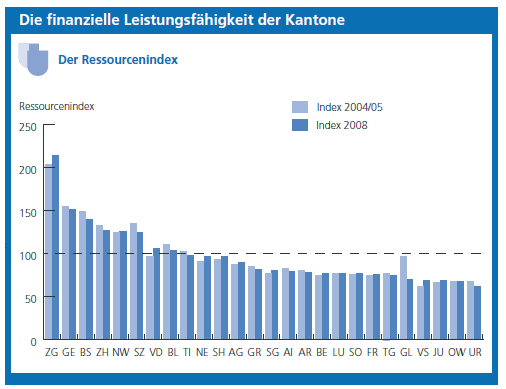 Die finanzielle Leistungsfähigkeit der Kantone
Der Ressourcenindex
Ressourcenindex
Index 2004/05
Index 2008
250
200
150
100
50
0
ZG GE BS ZH NW SZ VD BL TI NE SH AG GR SG AI AR BE LU SO FR TG GL VS JU OW UR